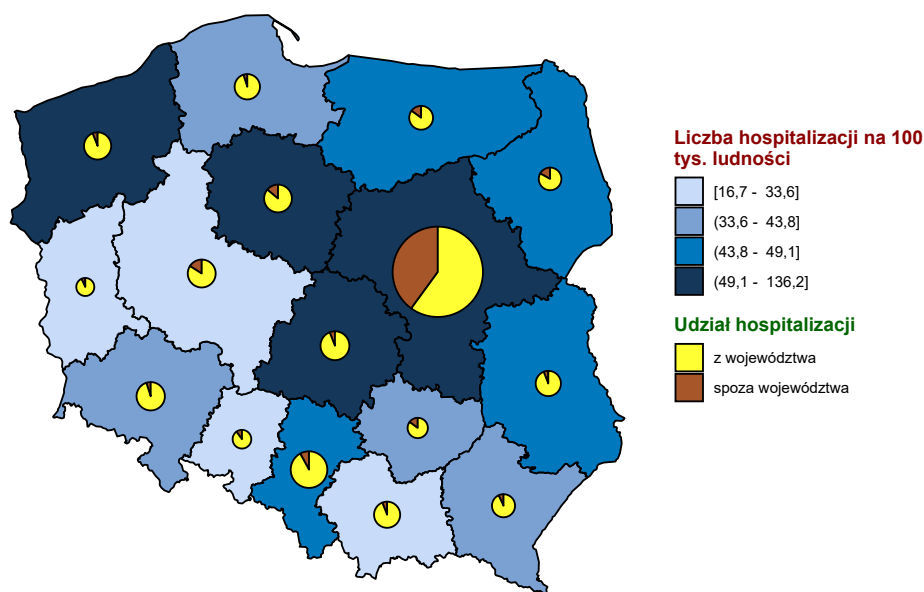 Liczba hospitalizacji na 100
tys. ludności
[16,7 - 33,6]
(33,6 - 43,8]
(43,8 - 49,1]
(49,1 - 136,2]
Udział hospitalizacji
z województwa
spoza województwa